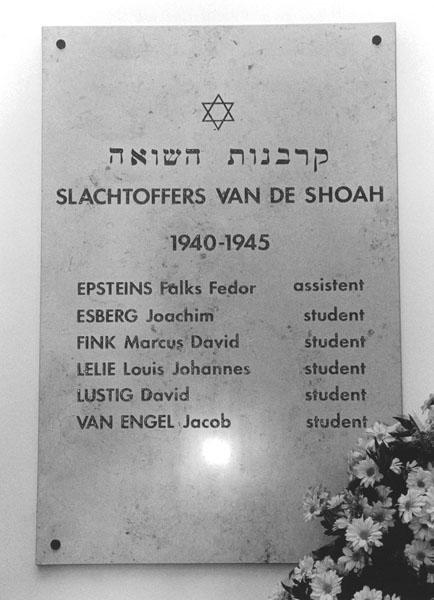 קרבנות השואה
SLACHTOFFERS VAN DE SHOAH
1940-1945
EPSTEINS Falks Fedor assistent
ESBERG Joachim student
FINK Marcus David student
LELIE Louis Johannes student
LUSTIG David student
VAN ENGEL Jacob student